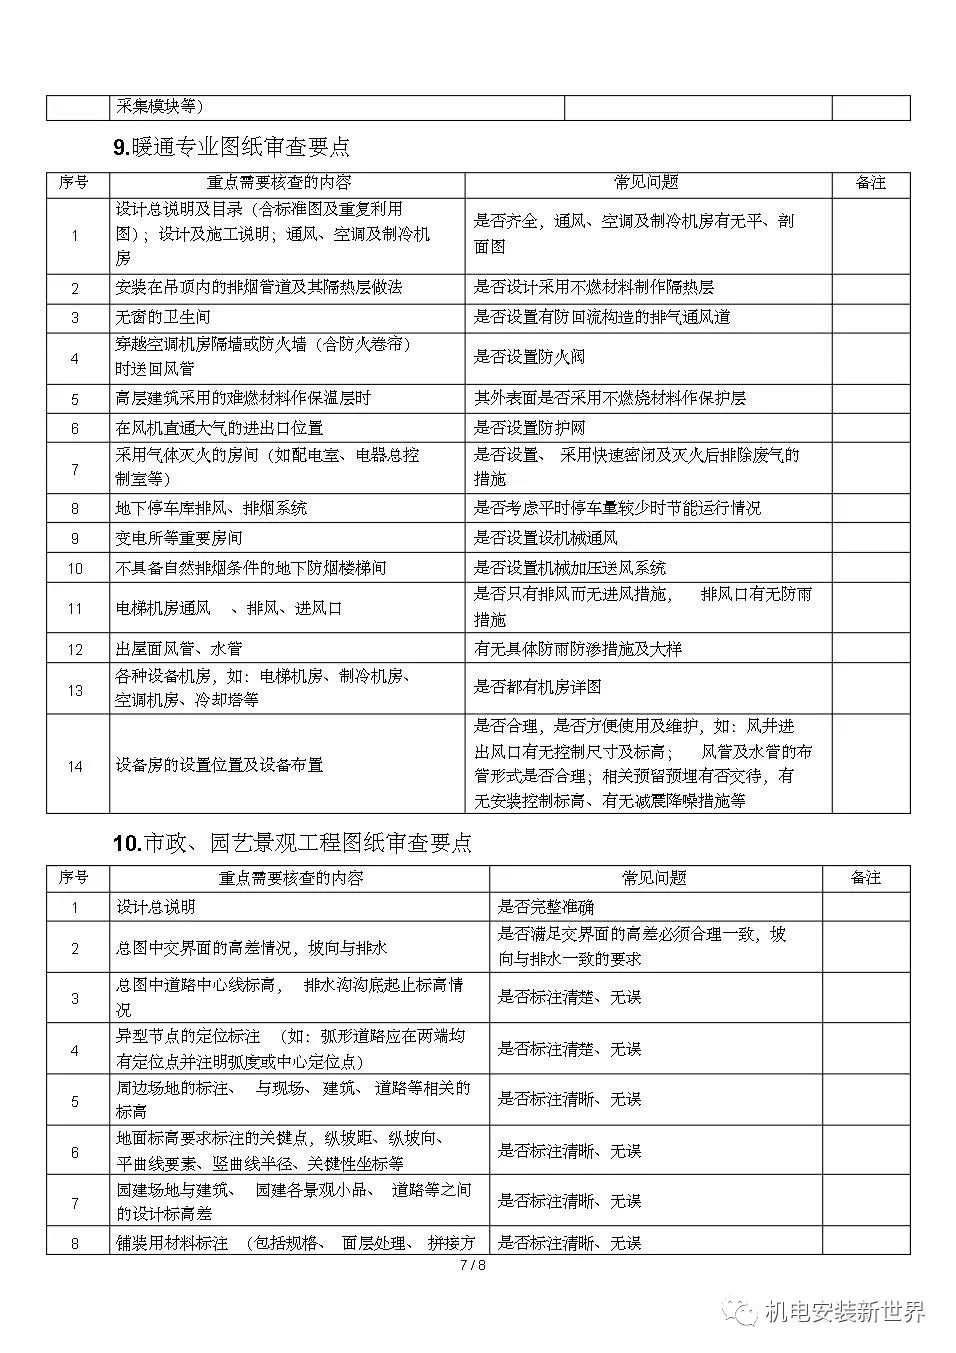 采集模块等）
9.暖通专业图纸审查要点
序号 重点需要核查的内容 常见问题 备注
1 设计总说明及目录（含标准图及重复利用
图）；设计及施工说明；通风、空调及制冷机
房
是否齐全，通风、空调及制冷机房有无平、剖
面图
2 安装在吊顶内的排烟管道及其隔热层做法 是否设计采用不燃材料制作隔热层
3 无窗的卫生间 是否设置有防回流构造的排气通风道
4 穿越空调机房隔墙或防火墙（含防火卷帘）
时送回风管
是否设置防火阀
5 高层建筑采用的难燃材料作保温层时 其外表面是否采用不燃烧材料作保护层
6 在风机直通大气的进出口位置 是否设置防护网
7 采用气体灭火的房间（如配电室、电器总控
制室等）
是否设置、 采用快速密闭及灭火后排除废气的
措施
8 地下停车库排风、排烟系统 是否考虑平时停车量较少时节能运行情况
9 变电所等重要房间 是否设置设机械通风
10 不具备自然排烟条件的地下防烟楼梯间 是否设置机械加压送风系统
11 电梯机房通风 、排风、进风口
是否只有排风而无进风措施， 排风口有无防雨
措施
12 出屋面风管、水管 有无具体防雨防渗措施及大样
13 各种设备机房，如：电梯机房、制冷机房、
空调机房、冷却塔等
是否都有机房详图
14 设备房的设置位置及设备布置
是否合理，是否方便使用及维护，如：风井进
出风口有无控制尺寸及标高； 风管及水管的布
管形式是否合理；相关预留预埋有否交待，有
无安装控制标高、有无减震降噪措施等
10.市政、园艺景观工程图纸审查要点
序号 重点需要核查的内容 常见问题 备注
1 设计总说明 是否完整准确
2 总图中交界面的高差情况，坡向与排水
是否满足交界面的高差必须合理一致，坡
向与排水一致的要求
3 总图中道路中心线标高， 排水沟沟底起止标高情
况
是否标注清楚、无误
4 异型节点的定位标注 （如：弧形道路应在两端均
有定位点并注明弧度或中心定位点）
是否标注清楚、无误
5 周边场地的标注、 与现场、建筑、 道路等相关的
标高
是否标注清晰、无误
6 地面标高要求标注的关键点，纵坡距、纵坡向、
平曲线要素、竖曲线半径、关键性坐标等
是否标注清晰、无误
7 园建场地与建筑、 园建各景观小品、 道路等之间
的设计标高差
是否标注清晰、无误
8 铺装用材料标注 （包括规格、 面层处理、 拼接方 是否标注清晰、无误
7 / 8
机电安装新世界